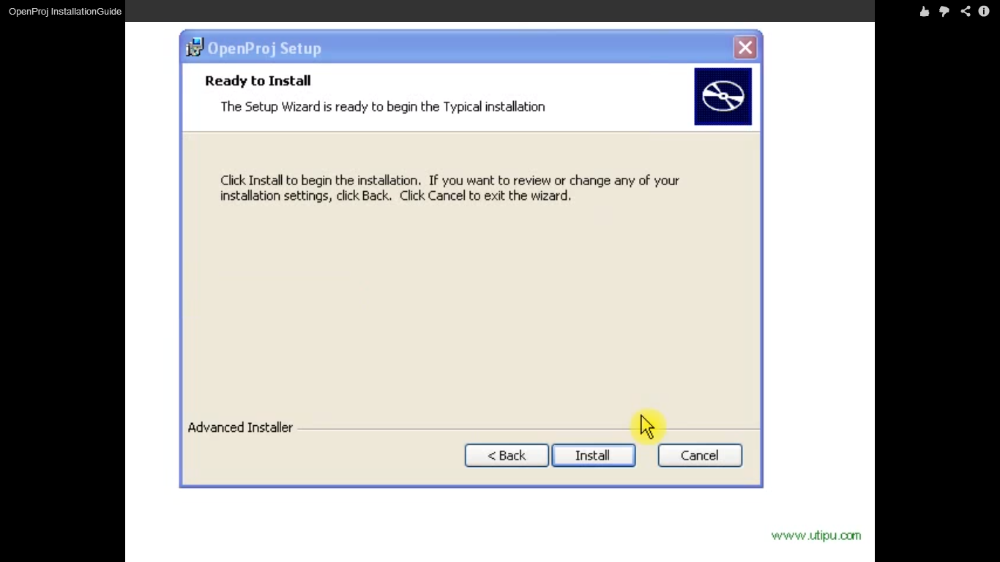 OpenProj InstallationGuide
OpenProj Setup
Ready to Install
The Setup Wizard is ready to begin the Typical installation
Click Install to begin the installation.  If you want to review or change any of your
installation settings, click Back.  Click Cancel to exit the wizard.
Advanced Installer
< Back
Install
Cancel
www.utipu.com